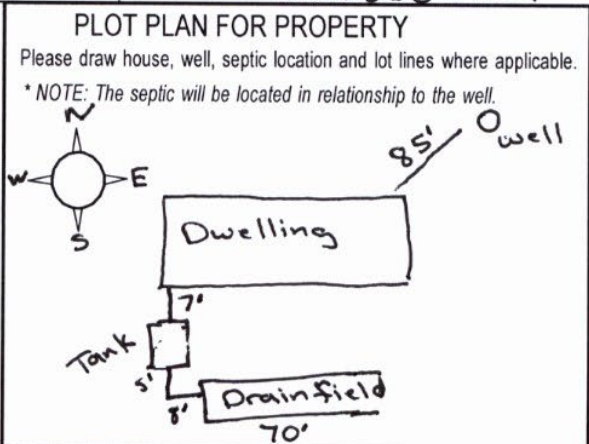 PLOT PLAN FOR PROPERTY
Please draw house, well, septic location and lot lines where applicable.
* NOTE: The septic will be located in relationship to the well.
N
W E
S
85' well
Dwelling
7'
Tank
5'
8'
Drainfield
70'